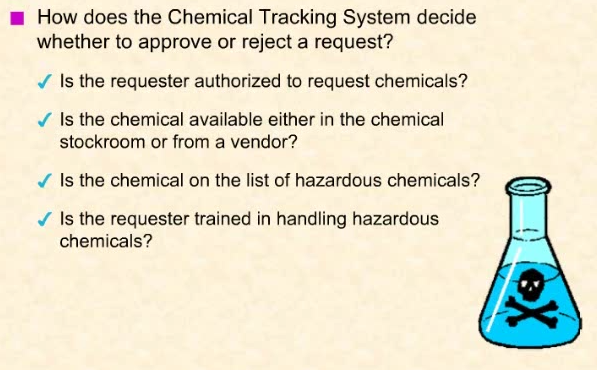 How does the Chemical Tracking System decide
whether to approve or reject a request?
Is the requester authorized to request chemicals?
Is the chemical available either in the chemical
stockroom or from a vendor?
Is the chemical on the list of hazardous chemicals?
Is the requester trained in handling hazardous
chemicals?